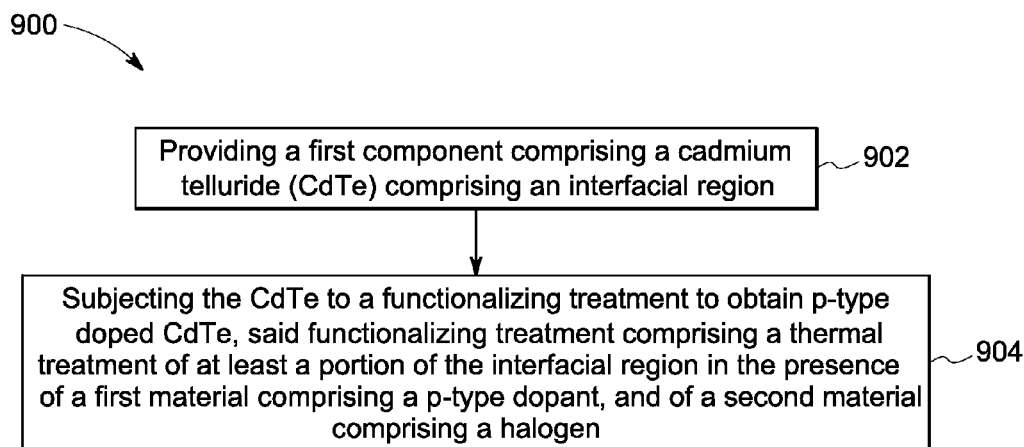 900
Providing a first component comprising a cadmium
telluride (CdTe) comprising an interfacial region
902
Subjecting the CdTe to a functionalizing treatment to obtain p-type
doped CdTe, said functionalizing treatment comprising a thermal
treatment of at least a portion of the interfacial region in the presence
of a first material comprising a p-type dopant, and of a second material
comprising a halogen
904